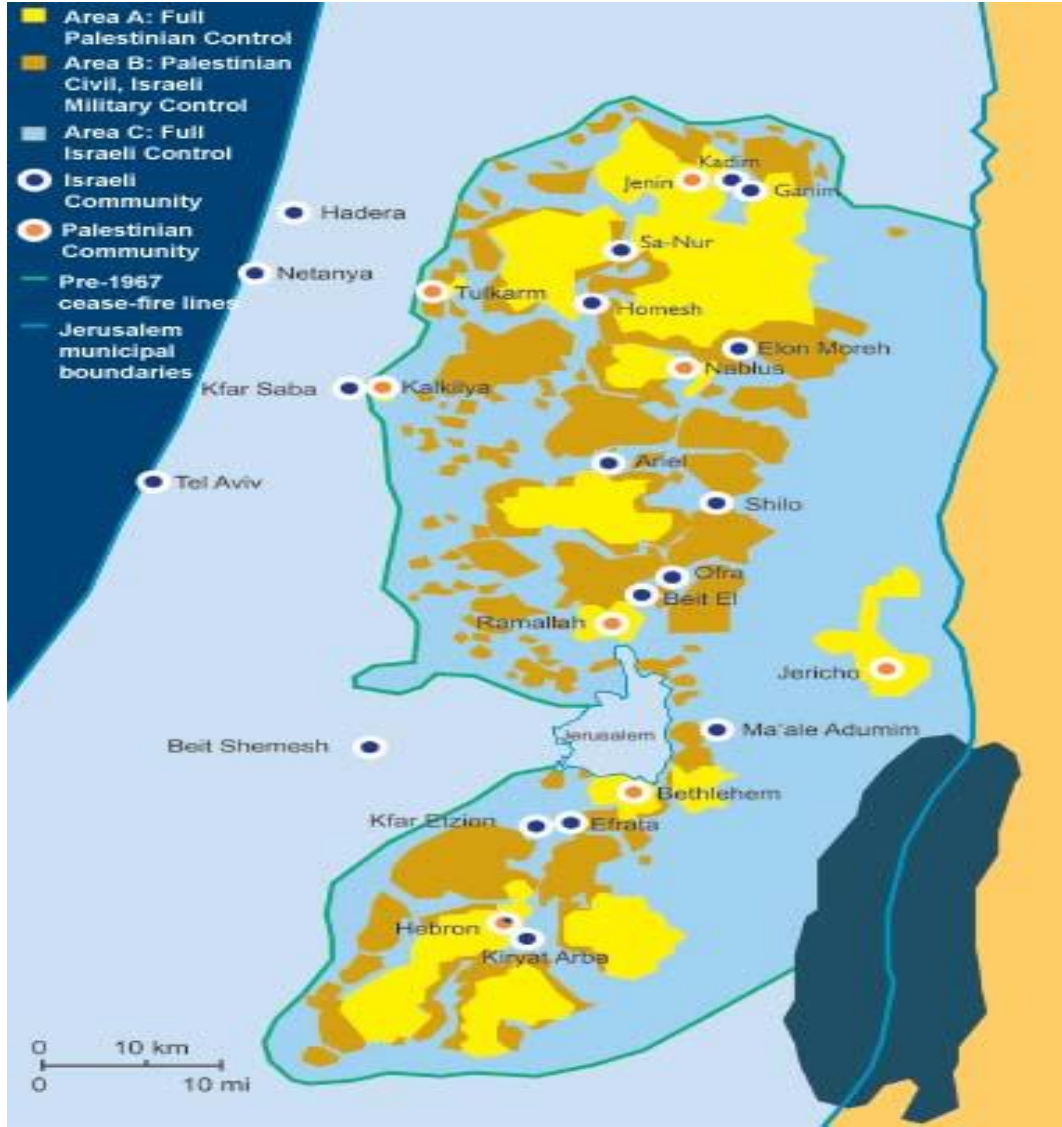 Area A: Full
Palestinian Control
Area B: Palestinian
Civil, Israeli
Military Control
Area C: Full
Israeli Control
Israeli
Community
Palestinian
Community
Pre-1967
cease-fire lines
Jerusalem
municipal
boundaries
Kadim
Jenin
Ganim
Hadera
Sa-Nur
Netanya
Tulkarm
Homesh
Elon Moreh
Nablus
Kfar Saba
Kalkilya
Ariel
Tel Aviv
Shilo
Ofra
Beit El
Ramallah
Jericho
Ma'ale Adumim
Jerusalem
Beit Shemesh
Bethlehem
Kfar Etzion
Efrata
Hebron
Kiryat Arba
0 10 km
0 10 mi